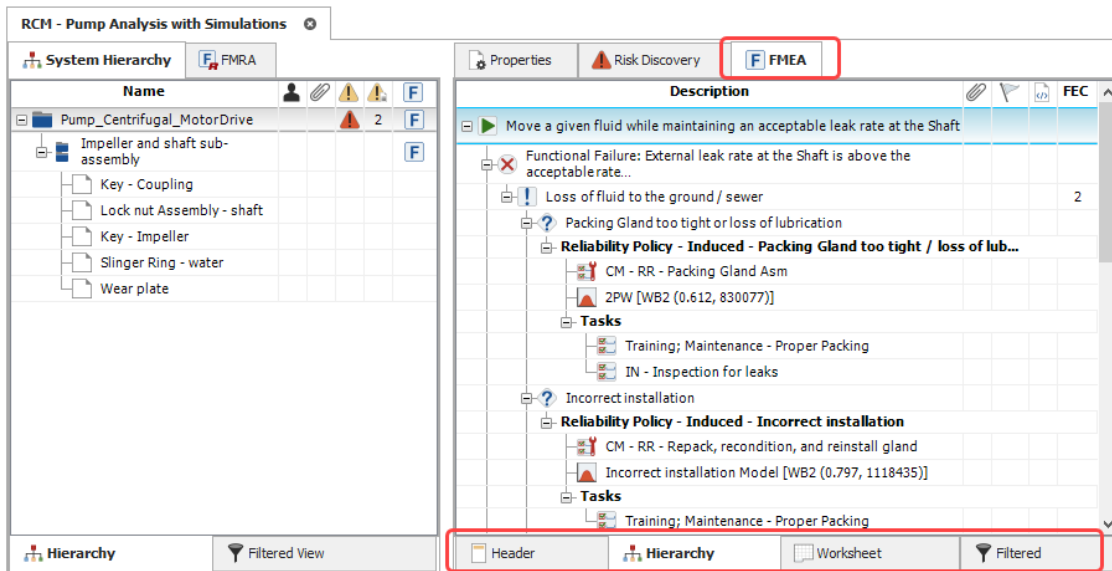 RCM - Pump Analysis with Simulations
System Hierarchy
FMRA
Name
F
Pump_Centrifugal_MotorDrive
2
F
Impeller and shaft sub-
assembly
F
Key - Coupling
Lock nut Assembly - shaft
Key - Impeller
Slinger Ring - water
Wear plate
Hierarchy
Filtered View
Properties
Risk Discovery
F FMEA
Description
FEC
Move a given fluid while maintaining an acceptable leak rate at the Shaft
Functional Failure: External leak rate at the Shaft is above the
acceptable rate...
Loss of fluid to the ground / sewer
2
Packing Gland too tight or loss of lubrication
Reliability Policy - Induced - Packing Gland too tight / loss of lub...
CM - RR - Packing Gland Asm
2PW [WB2 (0.612, 830077)]
Tasks
Training; Maintenance - Proper Packing
IN - Inspection for leaks
Incorrect installation
Reliability Policy - Induced - Incorrect installation
CM - RR - Repack, recondition, and reinstall gland
Incorrect installation Model [WB2 (0.797, 1118435)]
Tasks
Training; Maintenance - Proper Packing
Header
Hierarchy
Worksheet
Filtered